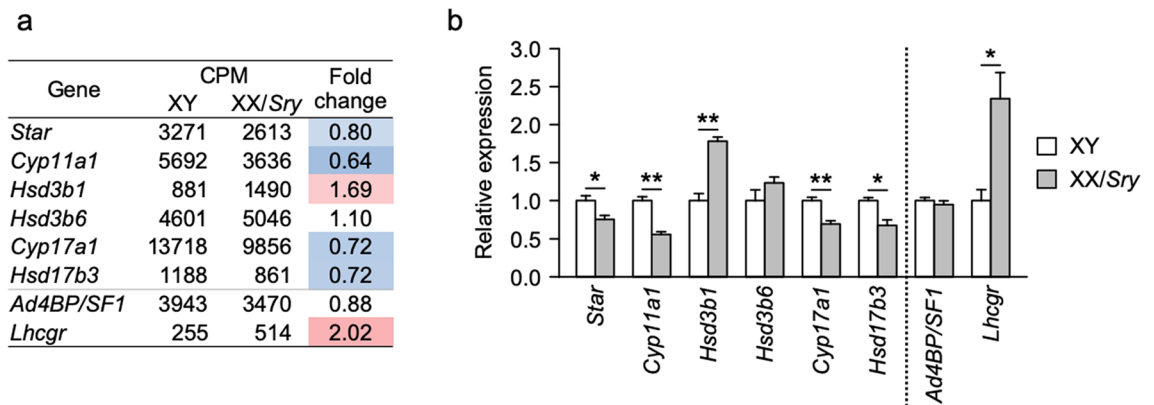 a
Gene CPM Fold change
XY XX/Sry
Star 3271 2613 0.80
Cyp11a1 5692 3636 0.64
Hsd3b1 881 1490 1.69
Hsd3b6 4601 5046 1.10
Cyp17a1 13718 9856 0.72
Hsd17b3 1188 861 0.72
Ad4BP/SF1 3943 3470 0.88
Lhcgr 255 514 2.02
b
Relative expression
3.0
2.5
2.0
1.5
1.0
0.5
0.0
* ** ** ** * *
Star Cyp11a1 Hsd3b1 Hsd3b6 Cyp17a1 Hsd17b3 Ad4BP/SF1 Lhcgr
XY
XX/Sry